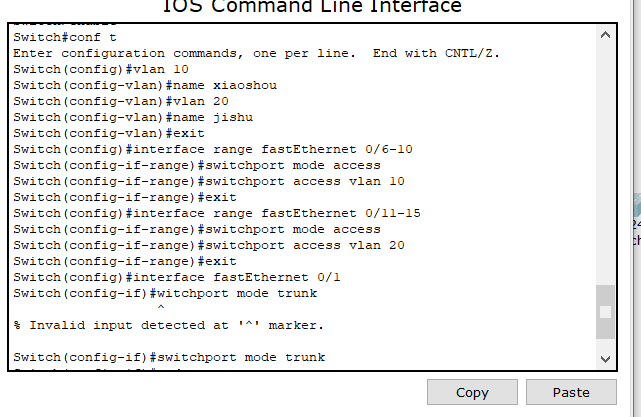 IOS Command Line Interface
Switch#conf t
Enter configuration commands, one per line.  End with CNTL/Z.
Switch(config)#vlan 10
Switch(config-vlan)#name xiaoshou
Switch(config-vlan)#vlan 20
Switch(config-vlan)#name jishu
Switch(config-vlan)#exit
Switch(config)#interface range fastEthernet 0/6-10
Switch(config-if-range)#switchport mode access
Switch(config-if-range)#switchport access vlan 10
Switch(config-if-range)#exit
Switch(config)#interface range fastEthernet 0/11-15
Switch(config-if-range)#switchport mode access
Switch(config-if-range)#switchport access vlan 20
Switch(config-if-range)#exit
Switch(config)#interface fastEthernet 0/1
Switch(config-if)#witchport mode trunk
^
% Invalid input detected at '^' marker.
Switch(config-if)#switchport mode trunk
Copy
Paste